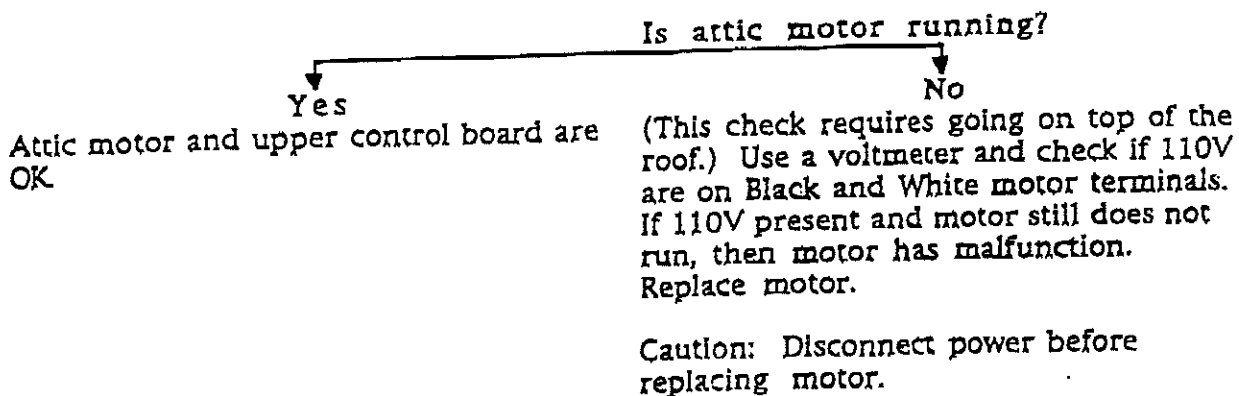 Is attic motor running?
Yes
Attic motor and upper control board are
OK
No
(This check requires going on top of the
roof.) Use a voltmeter and check if 110V
are on Black and White motor terminals.
If 110V present and motor still does not
run, then motor has malfunction.
Replace motor.
Caution: Disconnect power before
replacing motor.